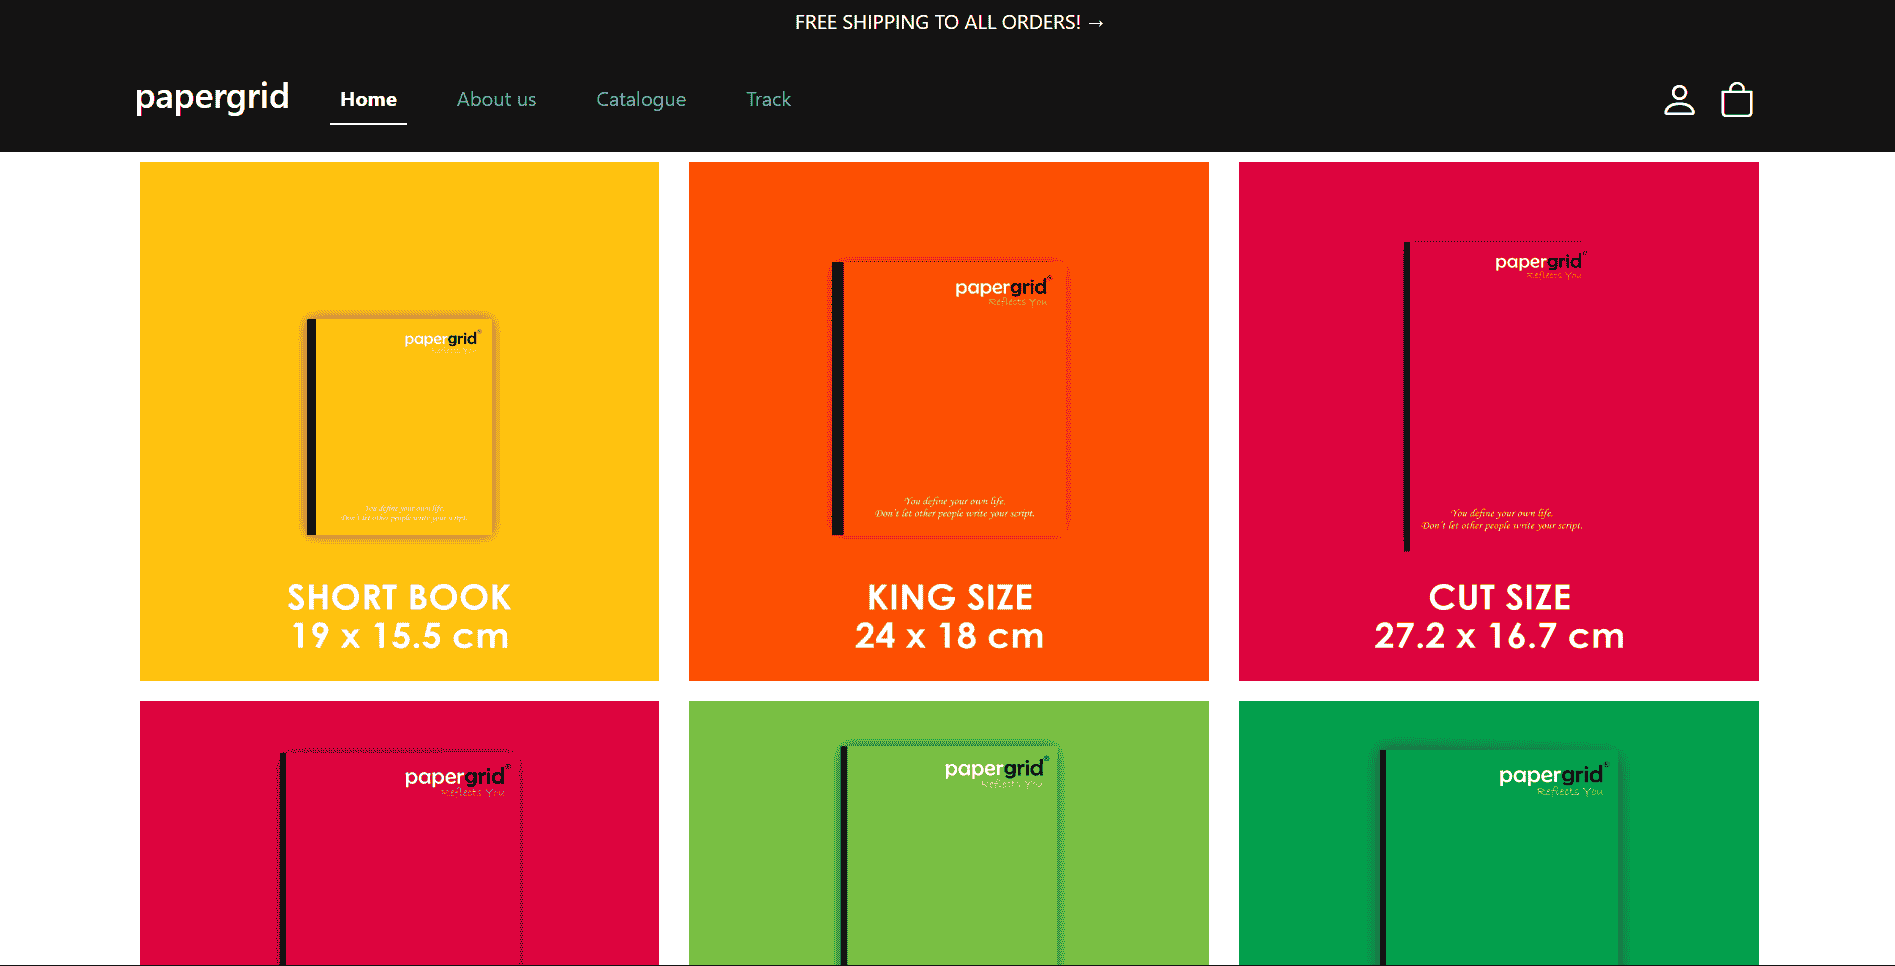 FREE SHIPPING TO ALL ORDERS! →
papergrid Home About us Catalogue Track
papergrid®
You define your own life.
Don't let other people write your script.
SHORT BOOK
19 x 15.5 cm
papergrid®
Reflects You
You define your own life.
Don't let other people write your script.
KING SIZE
24 x 18 cm
papergrid®
Reflects You
You define your own life.
Don't let other people write your script.
CUT SIZE
27.2 x 16.7 cm
papergrid®
Reflects You
papergrid®
Reflects You
papergrid®
Reflects You